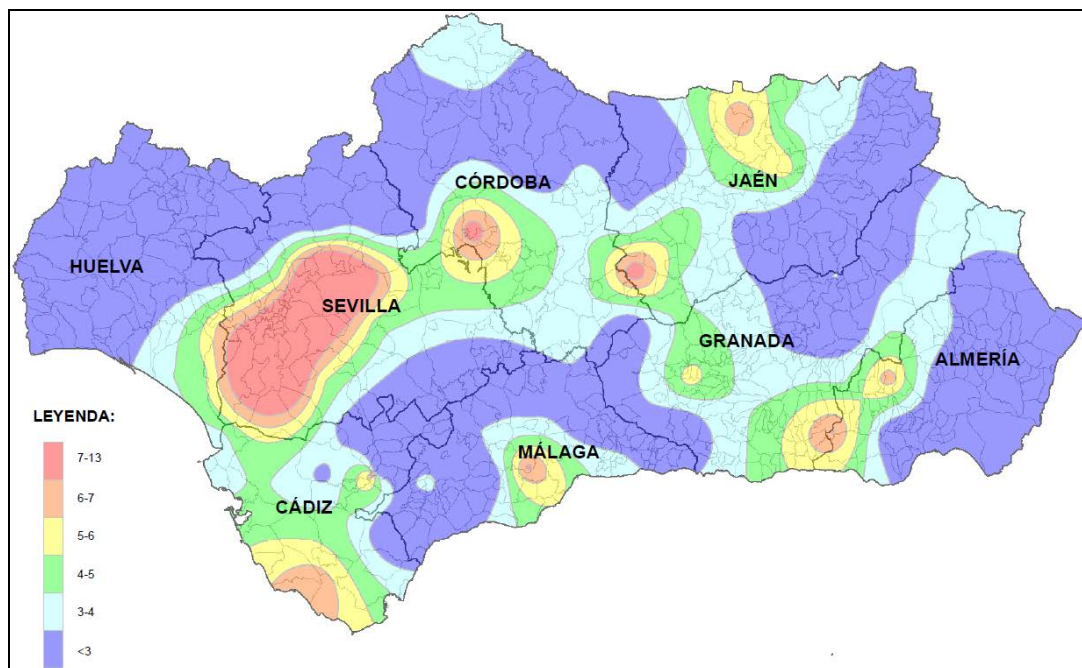 CÓRDOBA
JAÉN
HUELVA
SEVILLA
GRANADA
ALMERÍA
MÁLAGA
CÁDIZ
LEYENDA:
7-13
6-7
5-6
4-5
3-4
<3